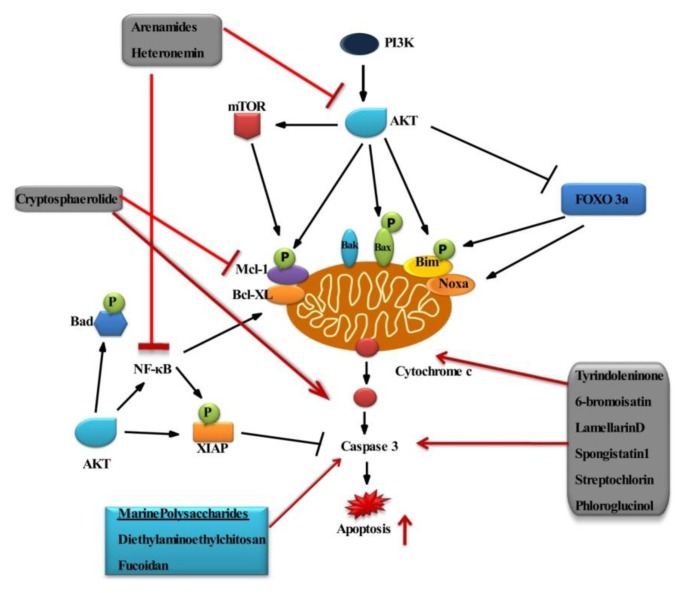 Arenamides
Heteronemin
PI3K
mTOR
AKT
Cryptosphaerolide
FOXO 3a
P
P
P
Bak
Bax
Bim
Mcl-1
Noxa
Bcl-XL
P
Bad
NF-κB
Cytochrome c
P
Tyrindoleninone
6-bromoisatin
LamellarinD
Spongistatin1
Streptochlorin
Phloroglucinol
AKT
XIAP
Caspase 3
MarinePolysaccharides
Diethylaminoethylchitosan
Fucoidan
Apoptosis